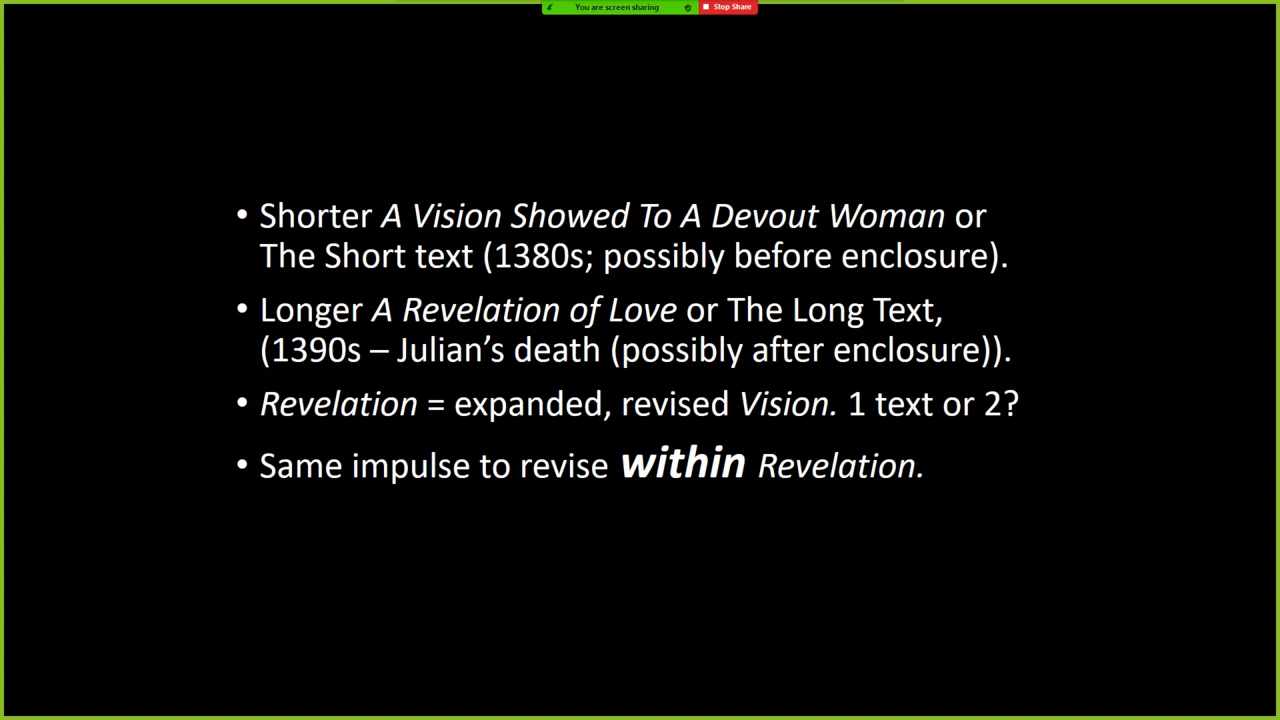 You are screen sharing Stop Share
• Shorter A Vision Showed To A Devout Woman or
The Short text (1380s; possibly before enclosure).
• Longer A Revelation of Love or The Long Text,
(1390s – Julian’s death (possibly after enclosure)).
• Revelation = expanded, revised Vision. 1 text or 2?
• Same impulse to revise within Revelation.